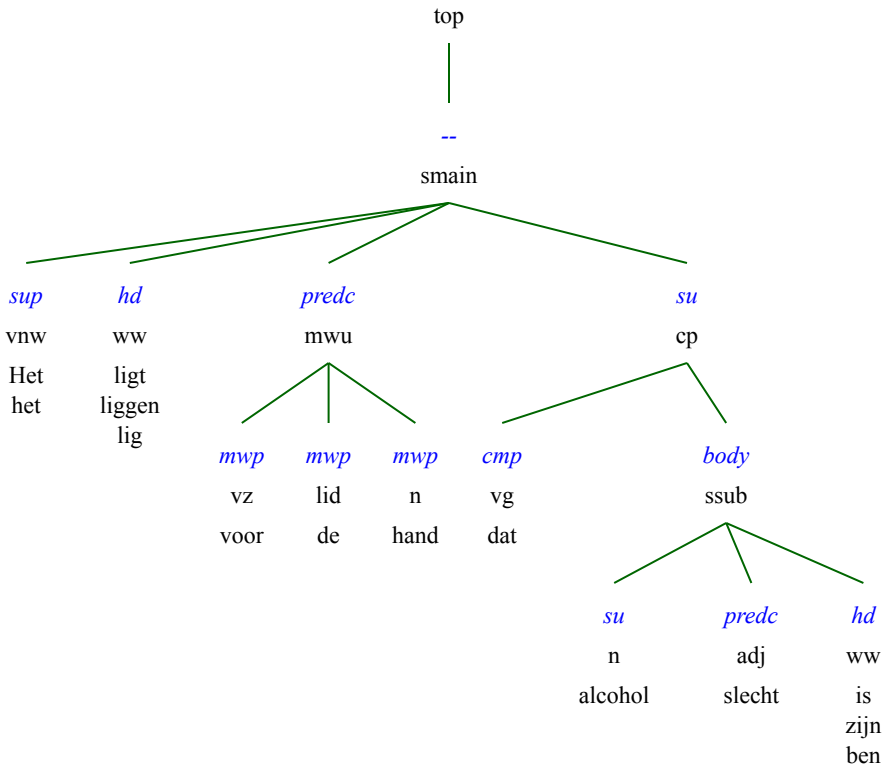 top
--
smain
sup hd predc su
vnw ww mwu cp
Het ligt
het liggen
lig
mwp mwp mwp cmp body
vz lid n vg ssub
voor de hand dat
su predc hd
n adj ww
alcohol slecht is
zijn
ben